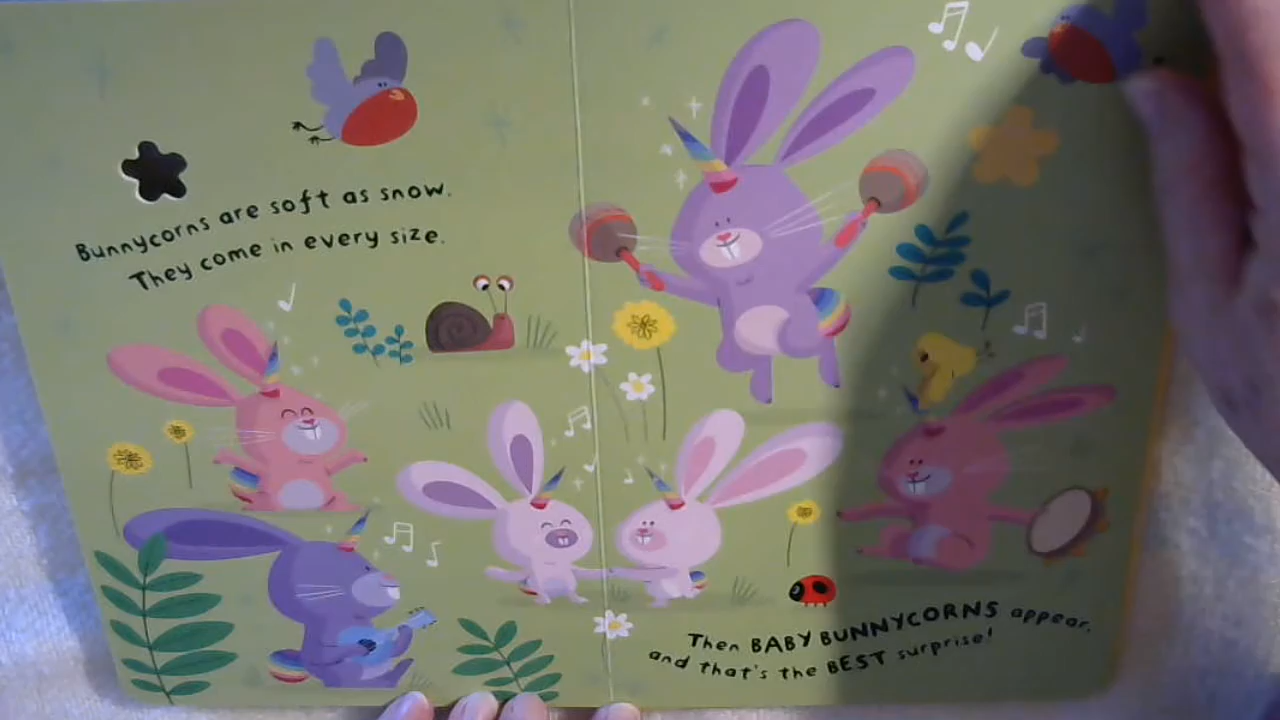 Bunnycorns are soft as snow.
They come in every size.
Then BABY BUNNYCORNS appear,
and that's the BEST surprise!